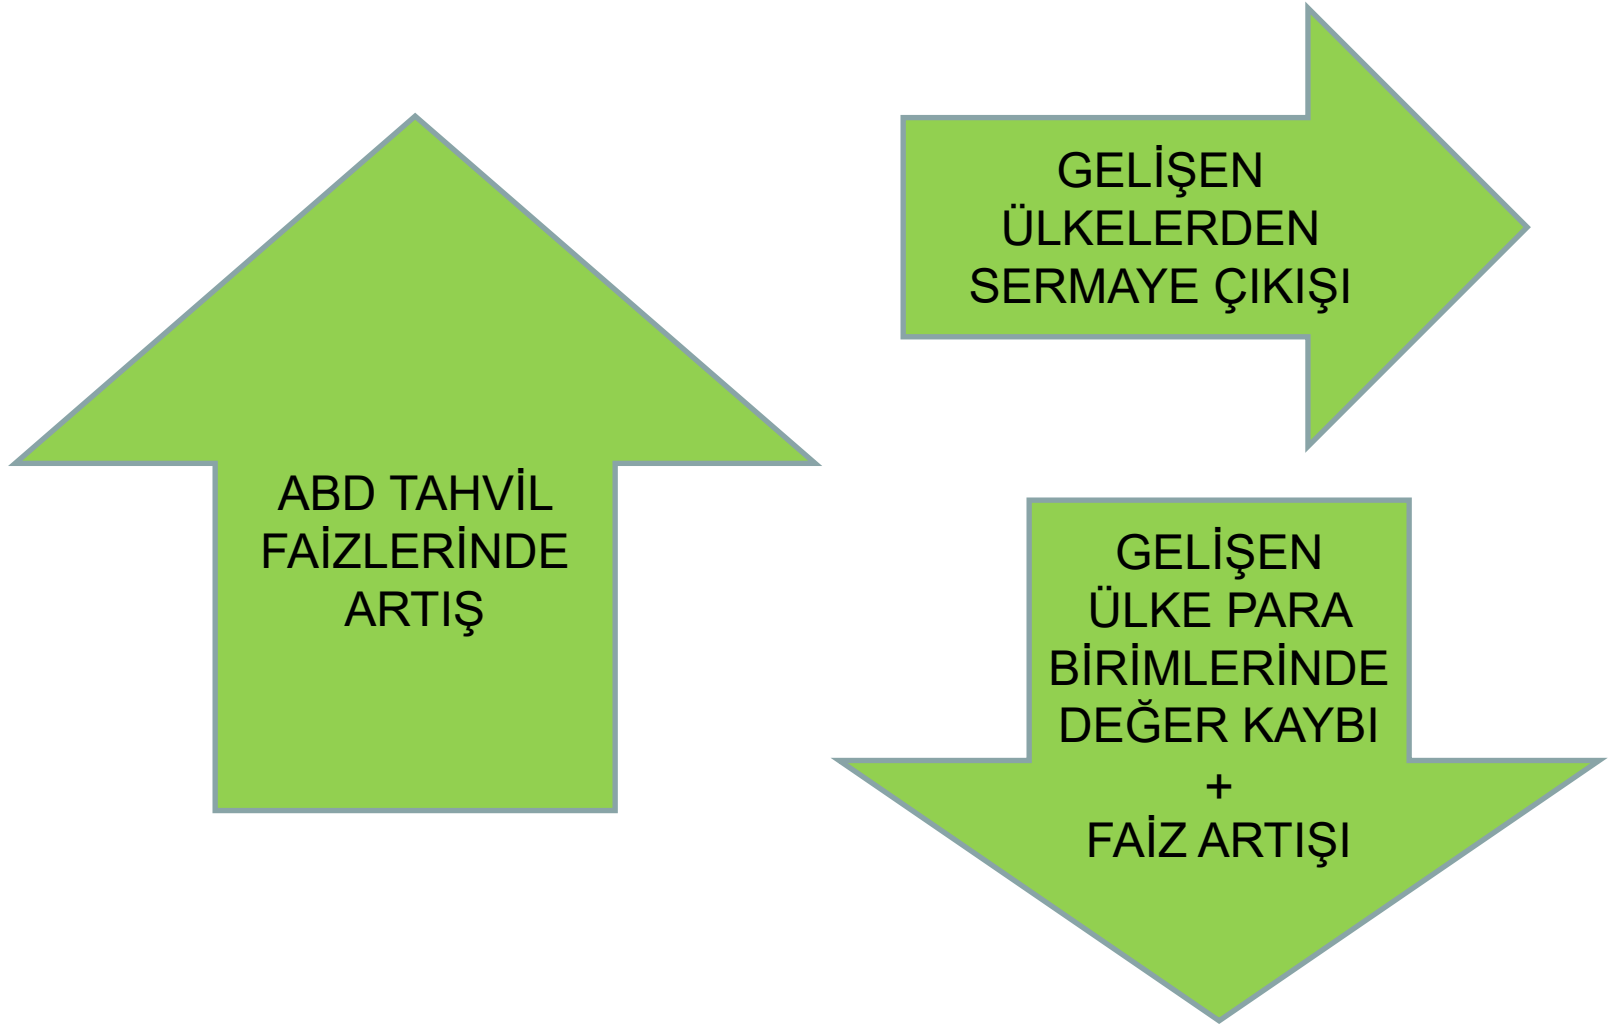 ABD TAHVİL
FAİZLERİNDE
ARTIŞ
GELİŞEN
ÜLKELERDEN
SERMAYE ÇIKIŞI
GELİŞEN
ÜLKE PARA
BİRİMLERİNDE
DEĞER KAYBI
+
FAİZ ARTIŞI